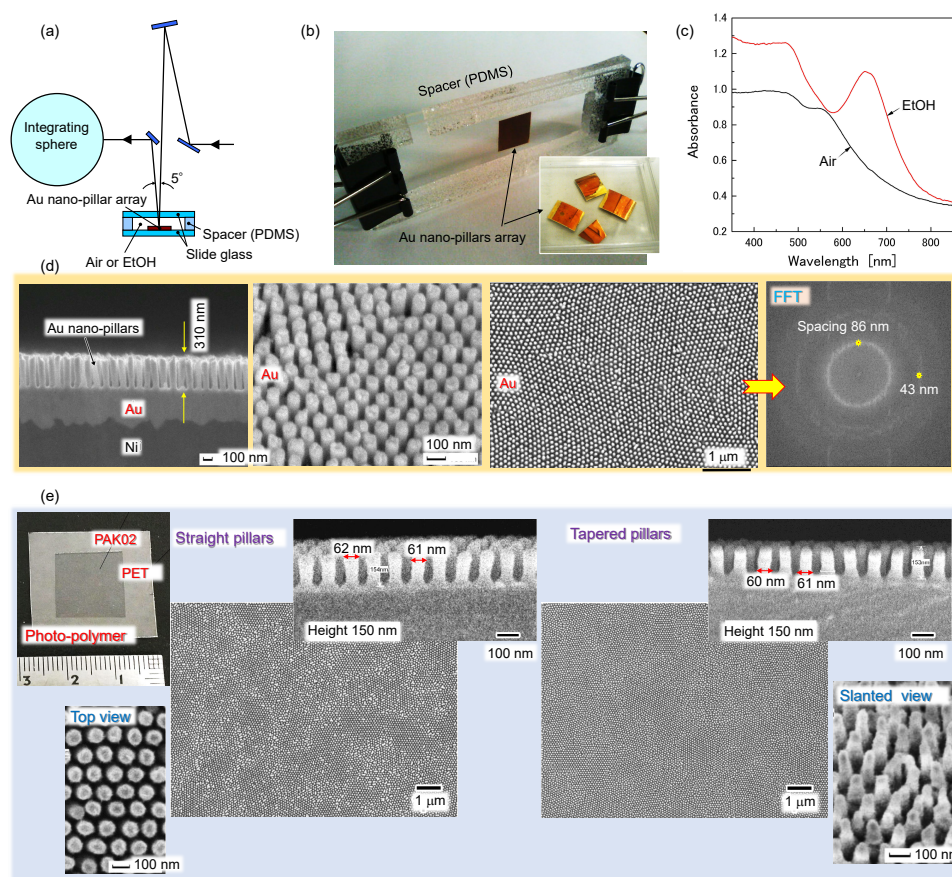 (a)
Integrating
sphere
5°
Au nano-pillar array
Spacer (PDMS)
Slide glass
Air or EtOH
(b)
Spacer (PDMS)
Au nano-pillars array
(c)
Absorbance
1.2
1.0
0.8
0.6
0.4
0.2
400
500
600
700
800
Wavelength [nm]
EtOH
Air
(d)
Au nano-pillars
310 nm
Au
Ni
100 nm
Au
100 nm
Au
1 μm
FFT
Spacing 86 nm
43 nm
(e)
PAK02
PET
Photo-polymer
3 2 1
Straight pillars
62 nm
61 nm
154nm
Height 150 nm
100 nm
1 μm
Top view
100 nm
Tapered pillars
60 nm
61 nm
153nm
Height 150 nm
100 nm
1 μm
Slanted view
100 nm